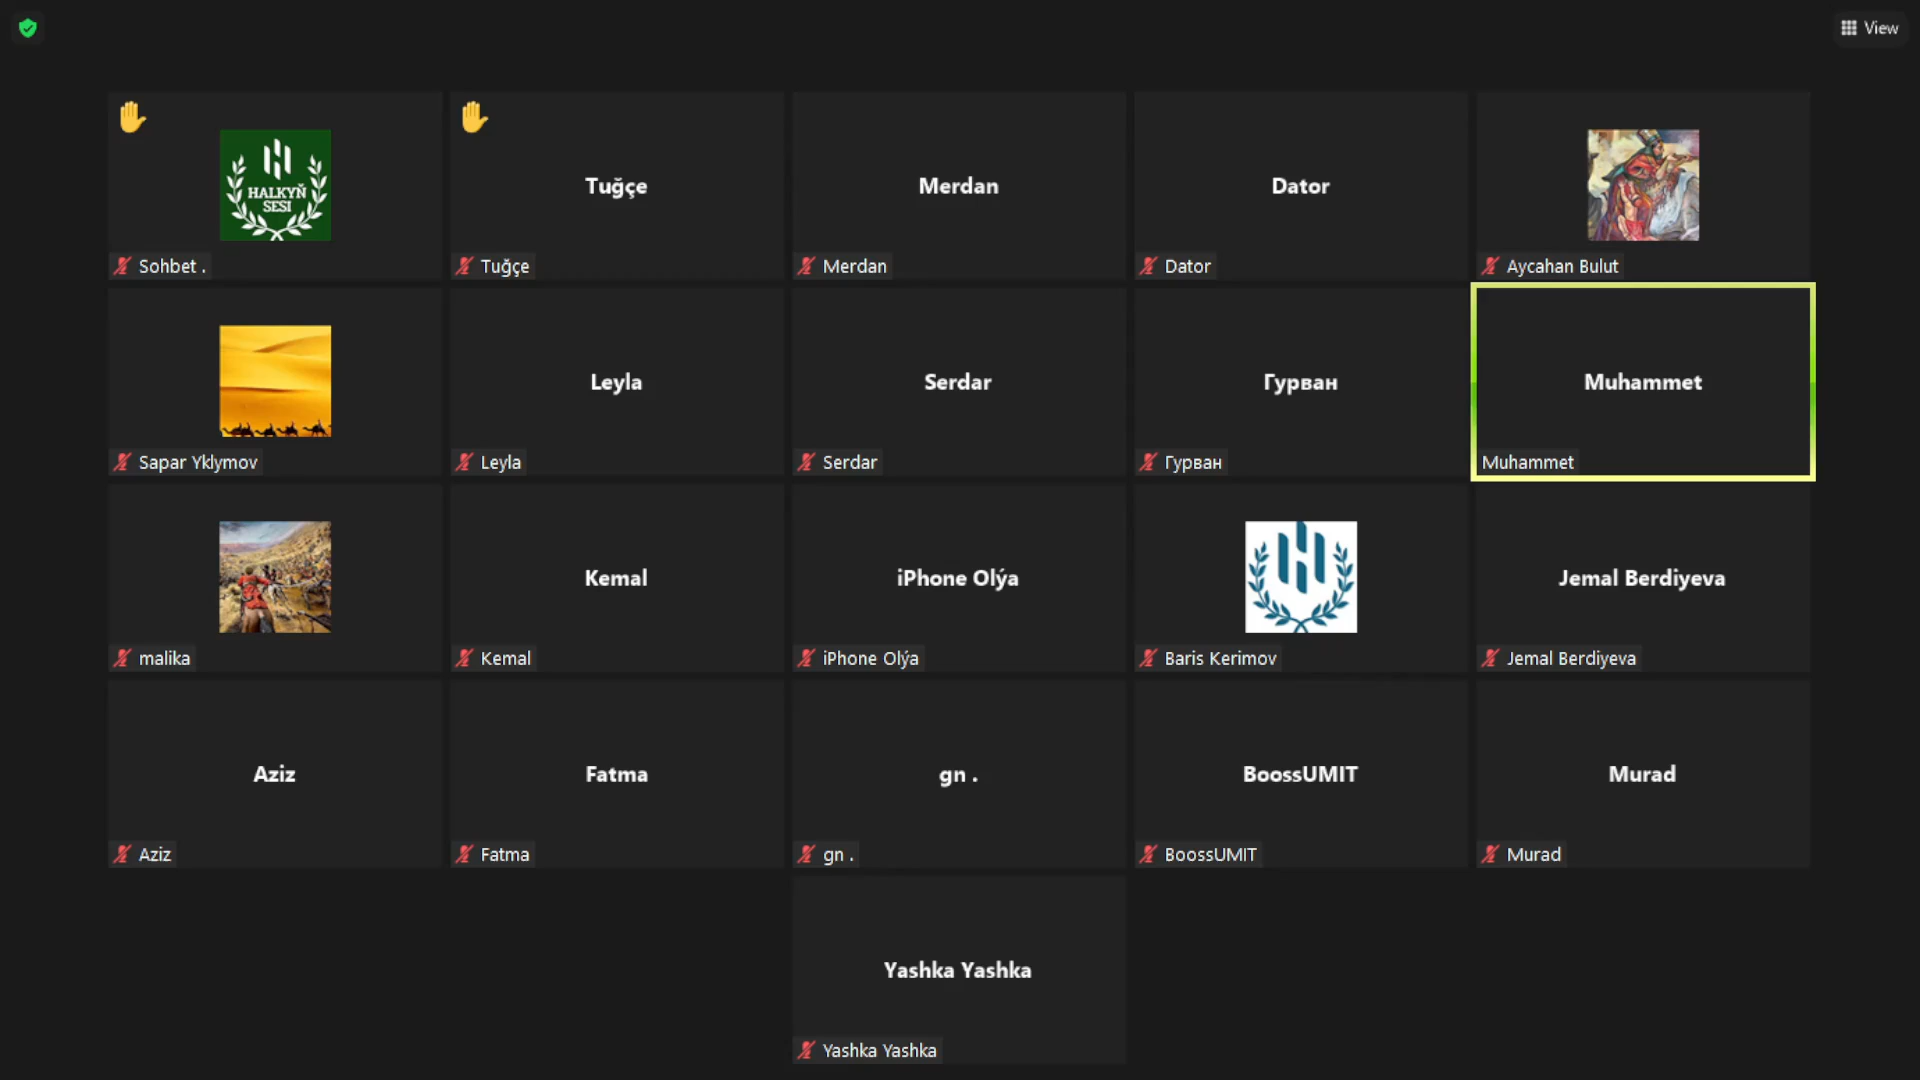 View
HALKYŇ
SESI
Sohbet .
Tuğçe
Tuğçe
Merdan
Merdan
Dator
Dator
Aycahan Bulut
Sapar Yklymov
Leyla
Leyla
Serdar
Serdar
Гурван
Гурван
Muhammet
Muhammet
malika
Kemal
Kemal
iPhone Olýa
iPhone Olýa
Baris Kerimov
Jemal Berdiyeva
Jemal Berdiyeva
Aziz
Aziz
Fatma
Fatma
gn .
gn .
BoossUMIT
BoossUMIT
Murad
Murad
Yashka Yashka
Yashka Yashka